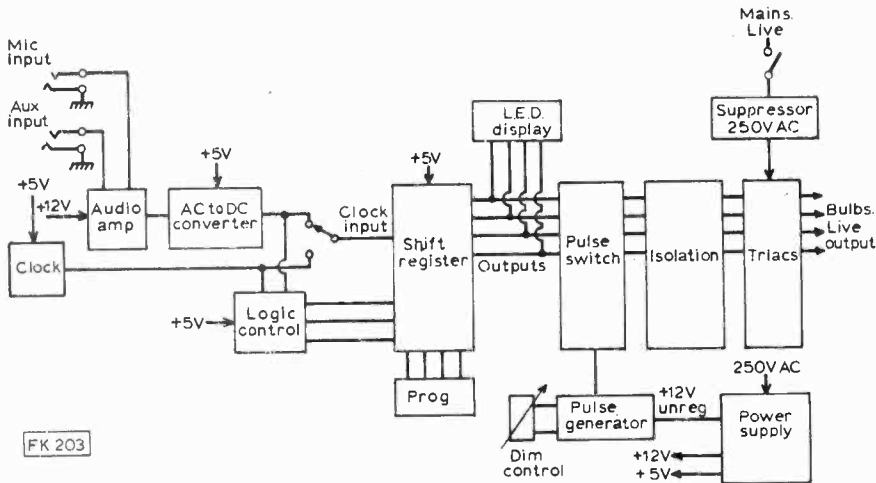 Mains.
Live
Mic
input
Aux
input
L.E.D.
display
Suppressor
250V AC
+5V
+5V
+5V
+12V
Audio
amp
AC to DC
converter
Clock
input
Shift
register
Outputs
Pulse
switch
Isolation
Triacs
Bulbs.
Live
output
Clock
+5V
Logic
control
Prog
250V AC
Dim
control
Pulse
generator
+12V
unreg
Power
supply
+12V
+5V
FK 203